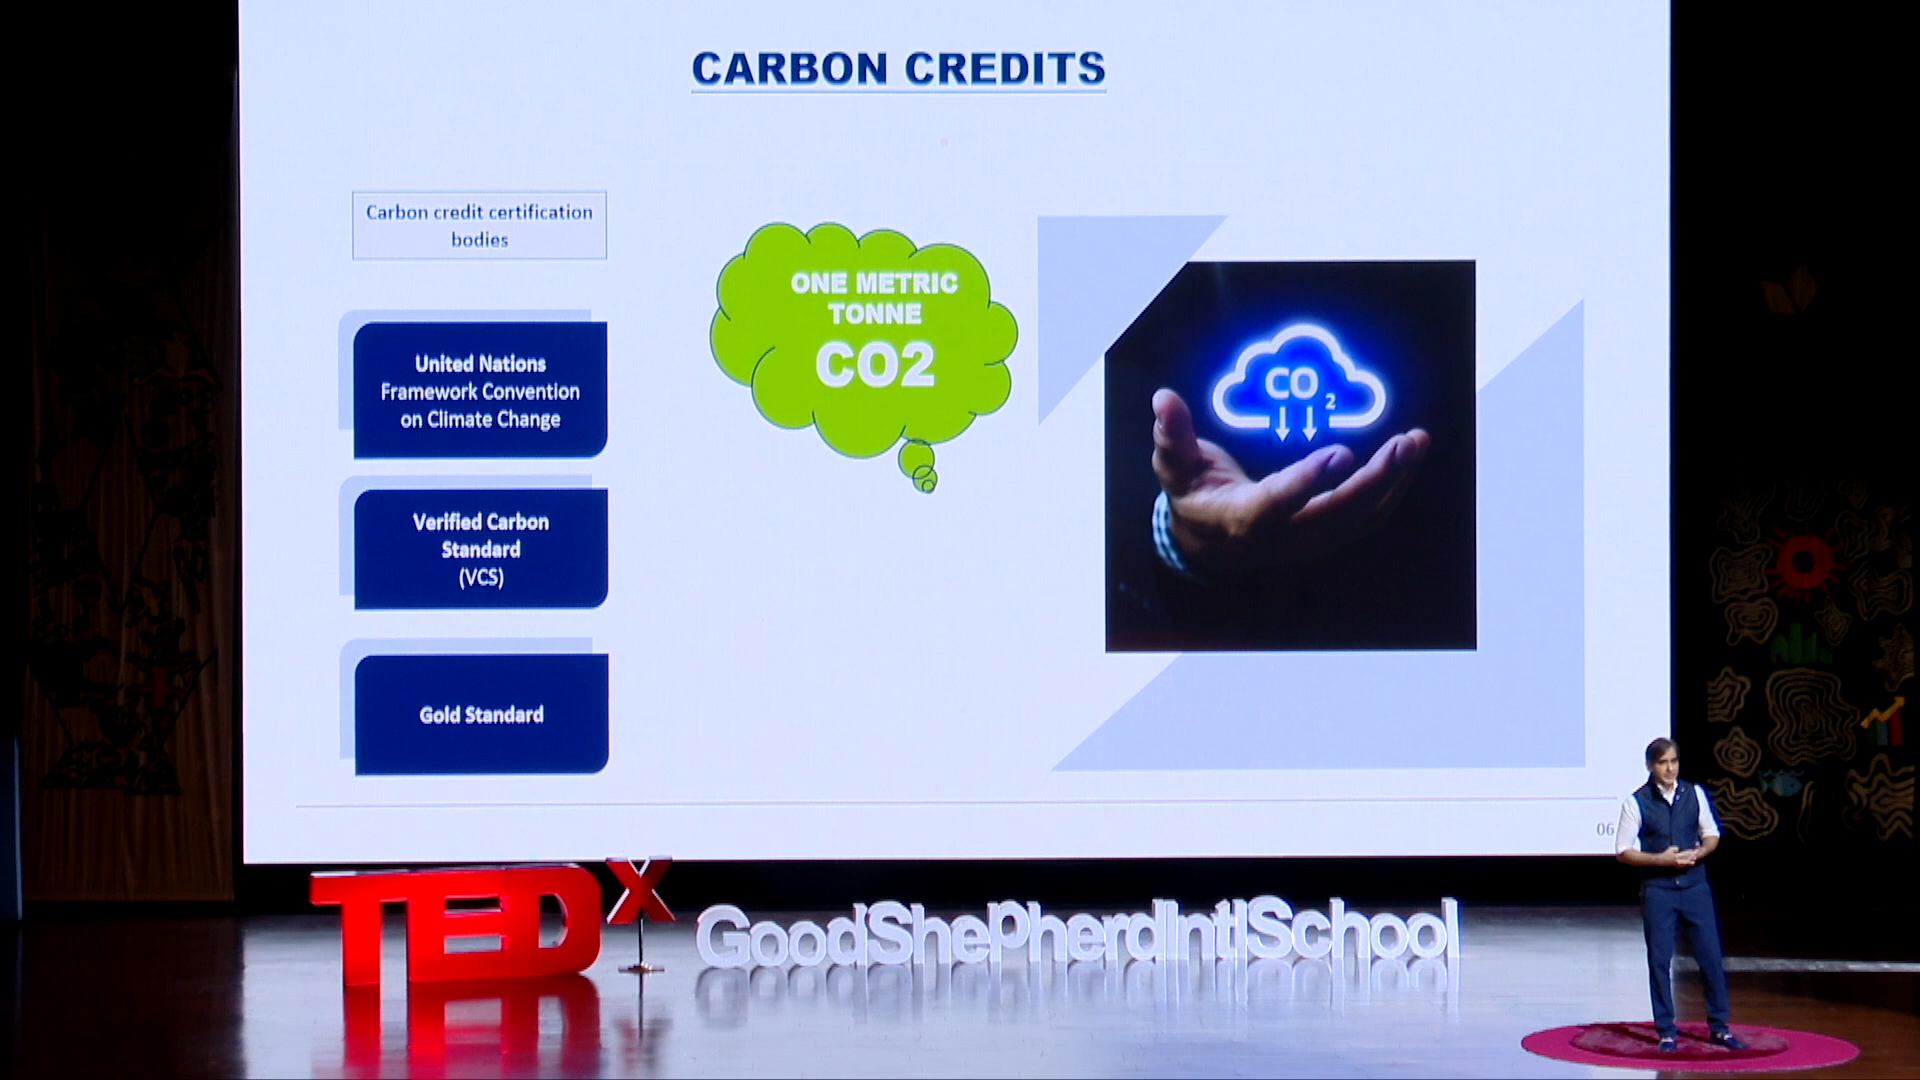 CARBON CREDITS
Carbon credit certification
bodies
United Nations
Framework Convention
on Climate Change
Verified Carbon
Standard
(VCS)
Gold Standard
ONE METRIC
TONNE
CO2
CO2
06
TEDx GoodShepherdIntlSchool